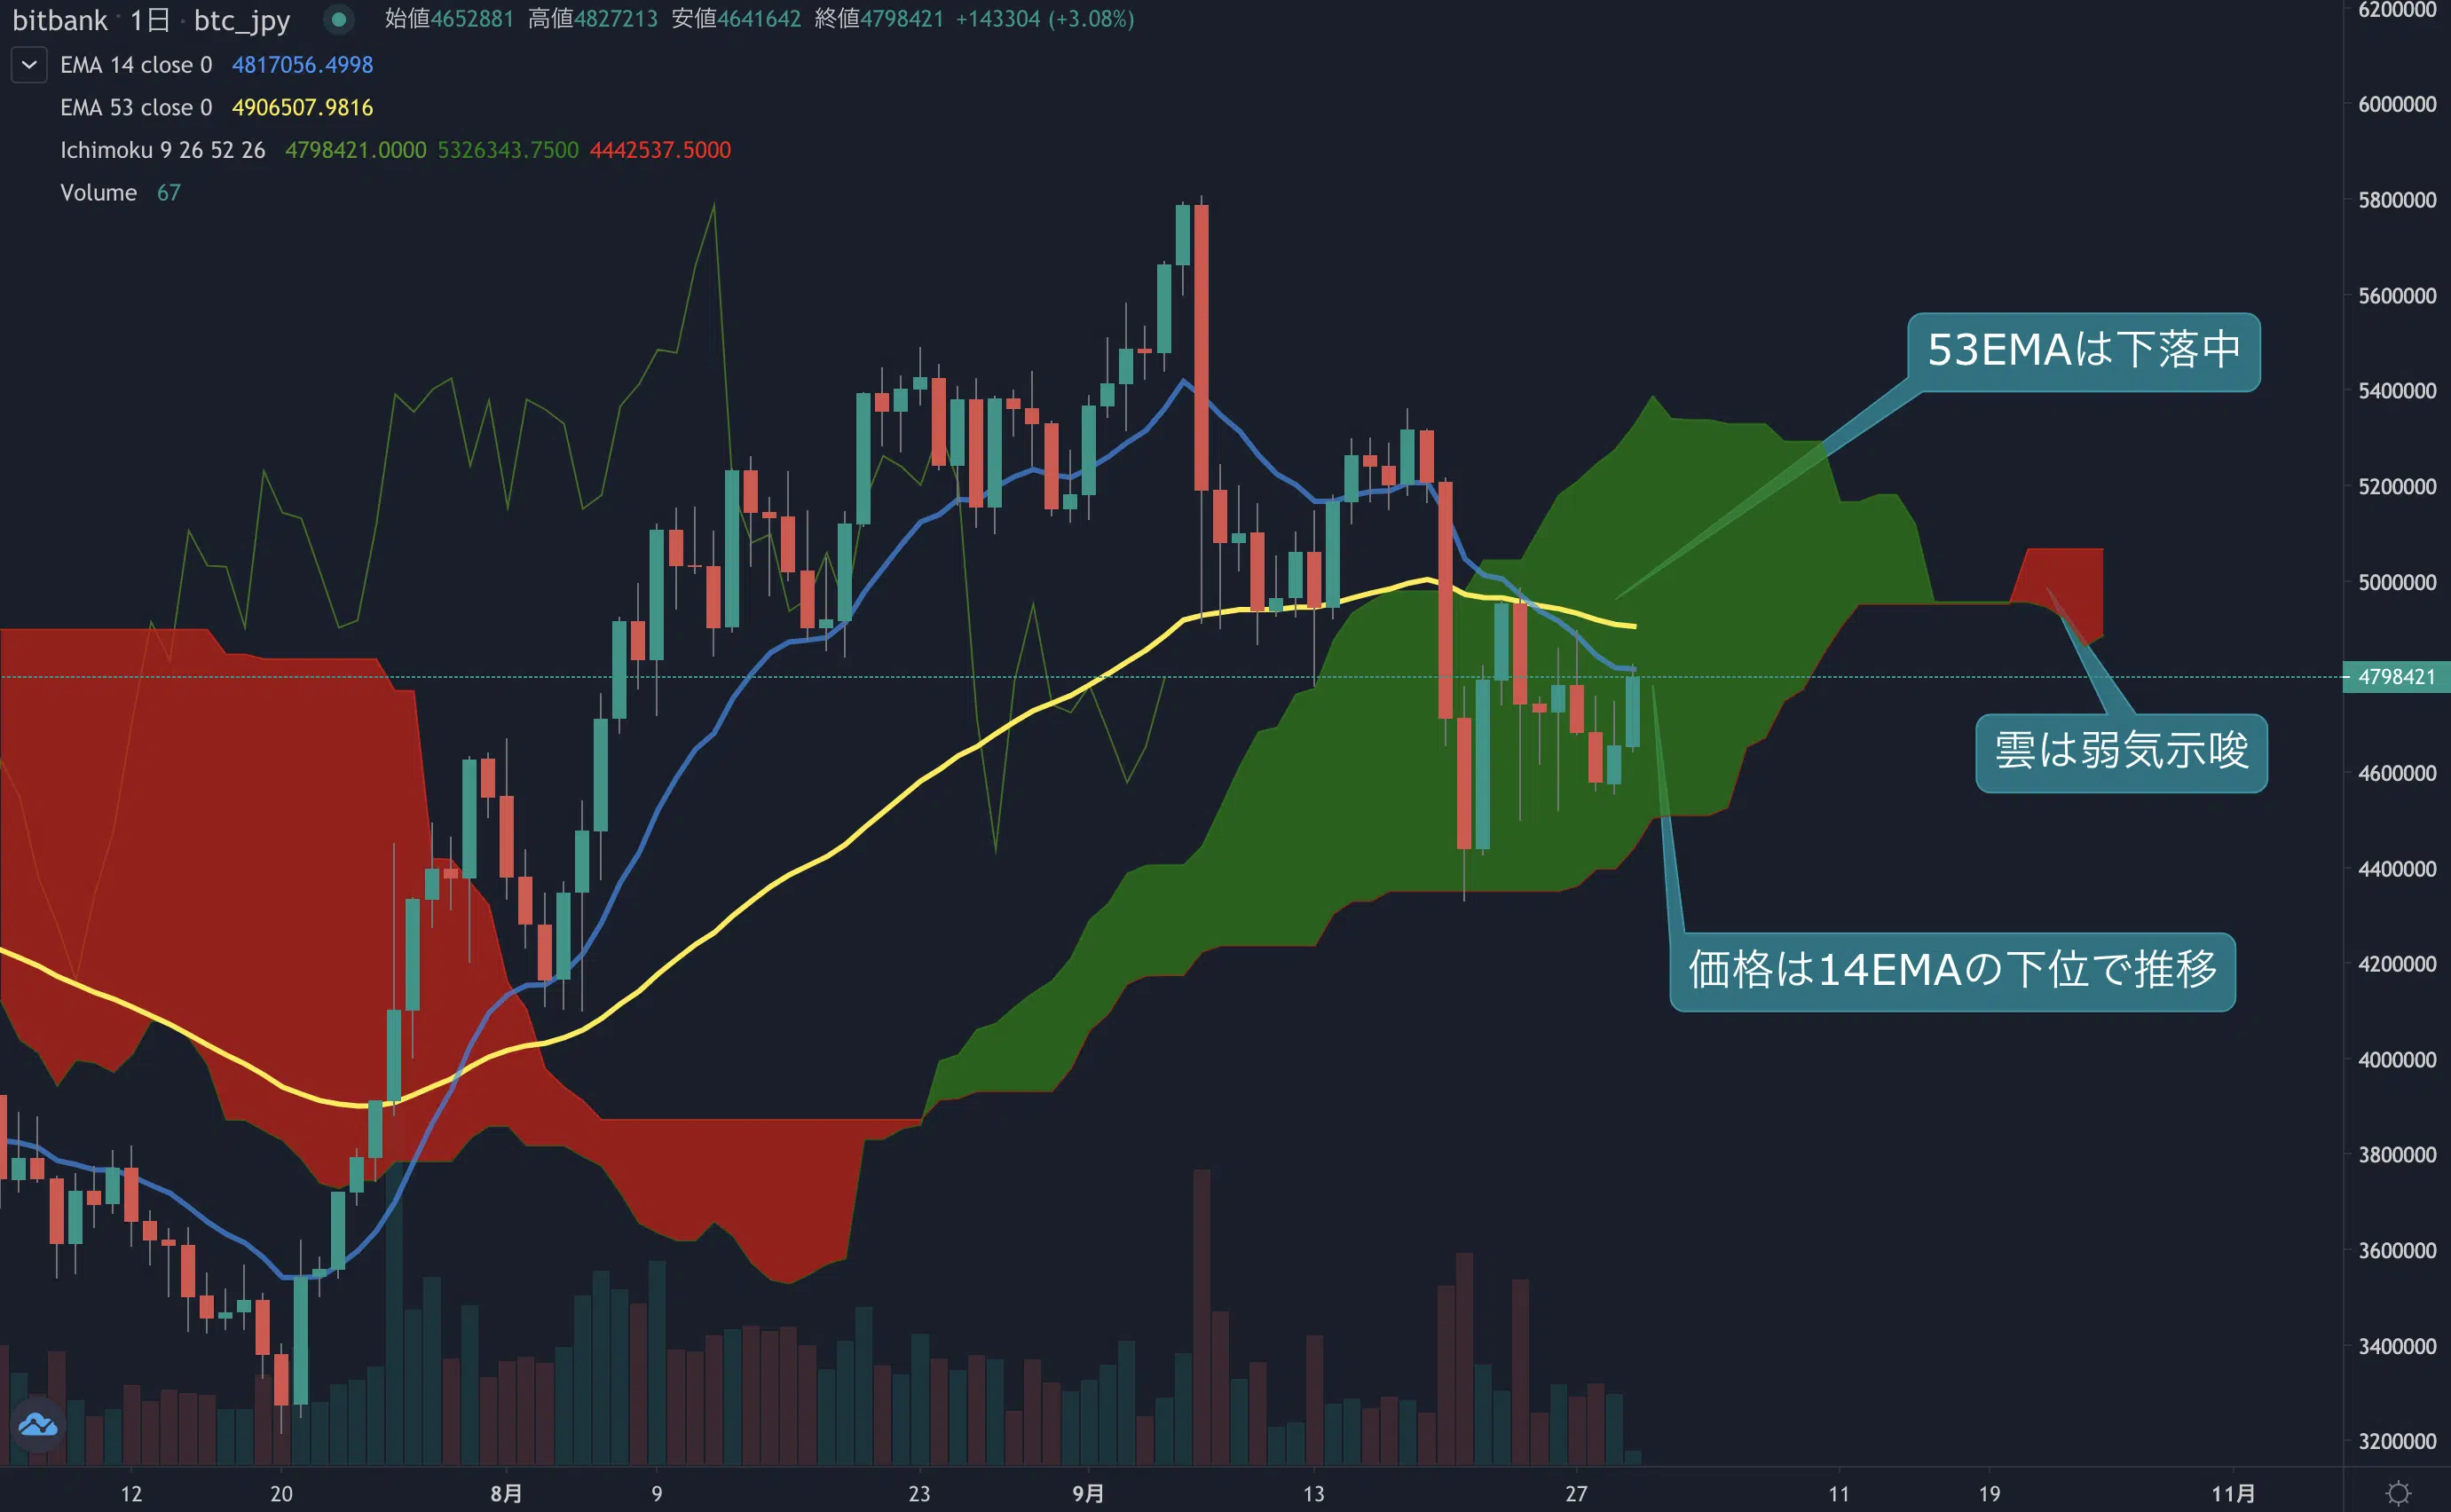 bitbank · 1日 · btc_jpy 始値4652881 高値4827213 安値4641642 終値4798421 +143304 (+3.08%)
EMA 14 close 0 4817056.4998
EMA 53 close 0 4906507.9816
Ichimoku 9 26 52 26 4798421.0000 5326343.7500 4442537.5000
Volume 67
53EMAは下落中
雲は弱気示唆
価格は14EMAの下位で推移
6200000
6000000
5800000
5600000
5400000
5200000
5000000
4798421
4600000
4400000
4200000
4000000
3800000
3600000
3400000
3200000
12 20 8月 9 23 9月 13 27 11 19 11月